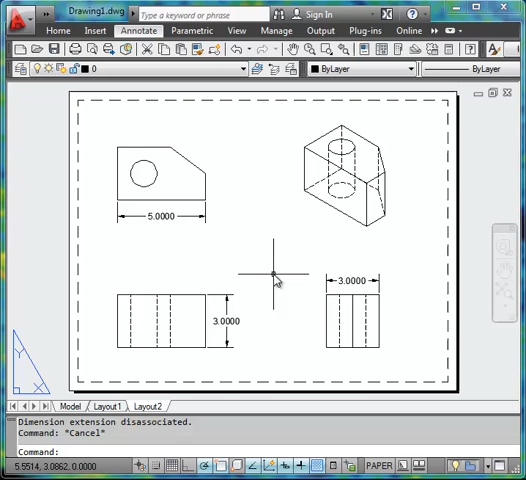 Drawing1.dwg
Type a keyword or phrase
Sign In
Home Insert Annotate Parametric View Manage Output Plug-ins Online
0
ByLayer
ByLayer
5.0000
3.0000
3.0000
Y
X
Model Layout1 Layout2
Dimension extension disassociated.
Command: *Cancel*
Command:
5.5514, 3.0862, 0.0000
PAPER